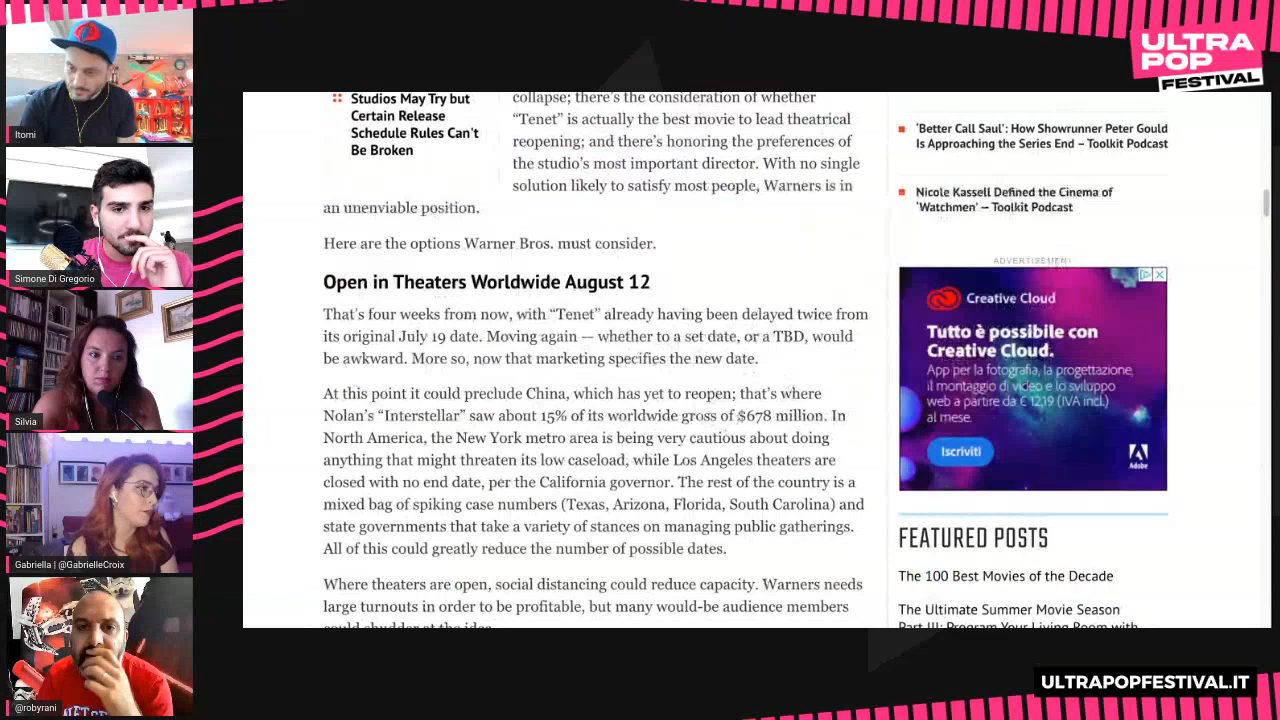 Itomi
Simone Di Gregorio
Silvia
Gabriella | @GabrielleCroix
@robyrani
ULTRA
POP
FESTIVAL
Studios May Try but
Certain Release
Schedule Rules Can't
Be Broken
collapse; there's the consideration of whether
“Tenet” is actually the best movie to lead theatrical
reopening; and there's honoring the preferences of
the studio's most important director. With no single
solution likely to satisfy most people, Warners is in
an unenviable position.
Here are the options Warner Bros. must consider.
Open in Theaters Worldwide August 12
That's four weeks from now, with “Tenet” already having been delayed twice from
its original July 19 date. Moving again — whether to a set date, or a TBD, would
be awkward. More so, now that marketing specifies the new date.
At this point it could preclude China, which has yet to reopen; that's where
Nolan's “Interstellar” saw about 15% of its worldwide gross of $678 million. In
North America, the New York metro area is being very cautious about doing
anything that might threaten its low caseload, while Los Angeles theaters are
closed with no end date, per the California governor. The rest of the country is a
mixed bag of spiking case numbers (Texas, Arizona, Florida, South Carolina) and
state governments that take a variety of stances on managing public gatherings.
All of this could greatly reduce the number of possible dates.
Where theaters are open, social distancing could reduce capacity. Warners needs
large turnouts in order to be profitable, but many would-be audience members
could shudder at the idea.
‘Better Call Saul’: How Showrunner Peter Gould
Is Approaching the Series End – Toolkit Podcast
Nicole Kassell Defined the Cinema of
‘Watchmen’ — Toolkit Podcast
ADVERTISEMENT
Creative Cloud
Tutto è possibile con
Creative Cloud.
App per la fotografia, la progettazione,
il montaggio di video e lo sviluppo
web a partire da € 12,19 (IVA incl.)
al mese.
Iscriviti
Adobe
FEATURED POSTS
The 100 Best Movies of the Decade
The Ultimate Summer Movie Season
Part III: Program Your Living Room with
ULTRAPOPFESTIVAL.IT